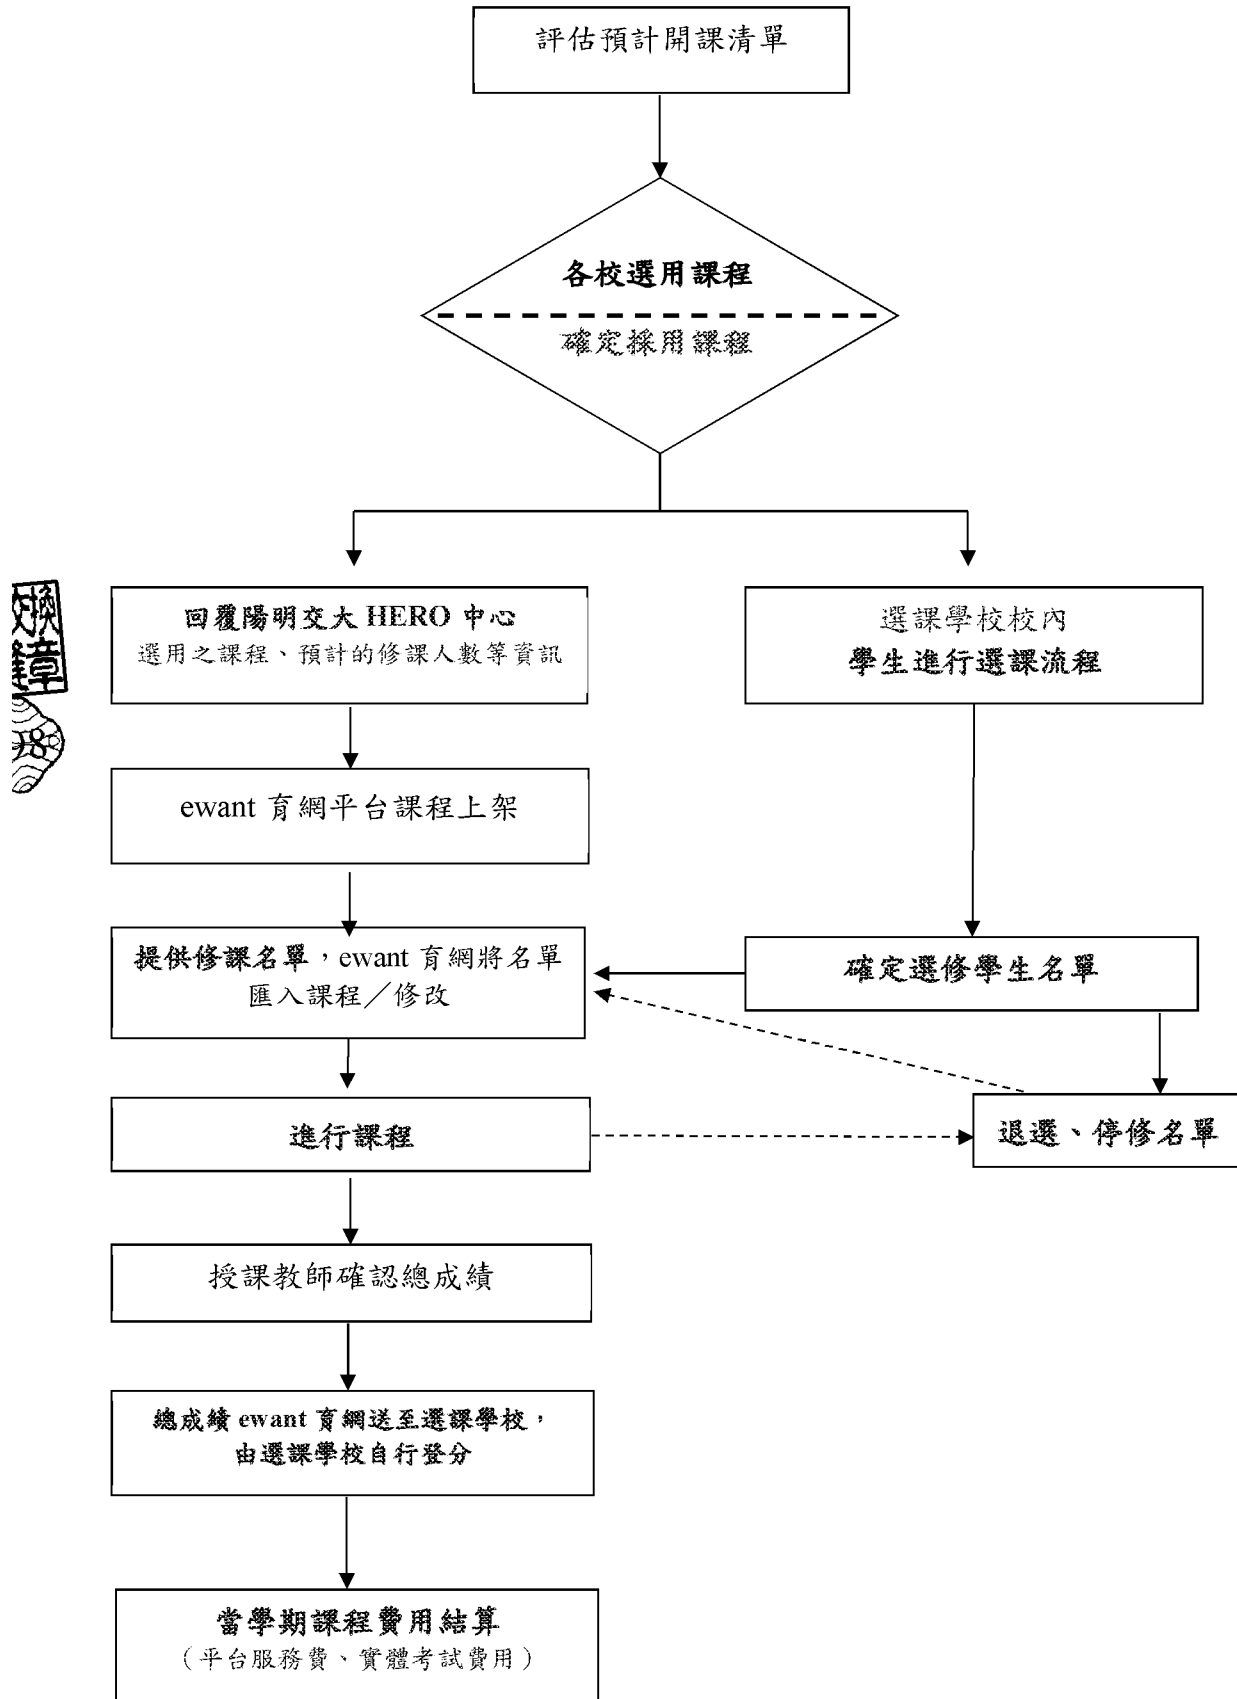 評估預計開課清單
各校選用課程
確定採用課程
回覆陽明交大 HERO 中心
選用之課程、預計的修課人數等資訊
選課學校校內
學生進行選課流程
ewant 育網平台課程上架
提供修課名單，ewant 育網將名單
匯入課程／修改
確定選修學生名單
進行課程
退選、停修名單
授課教師確認總成績
總成績 ewant 育網送至選課學校，
由選課學校自行登分
當學期課程費用結算
（平台服務費、實體考試費用）